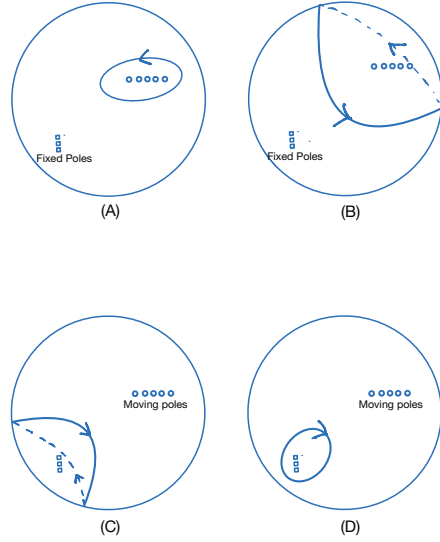 Fixed Poles
(A)
Fixed Poles
(B)
Moving poles
(C)
Moving poles
(D)